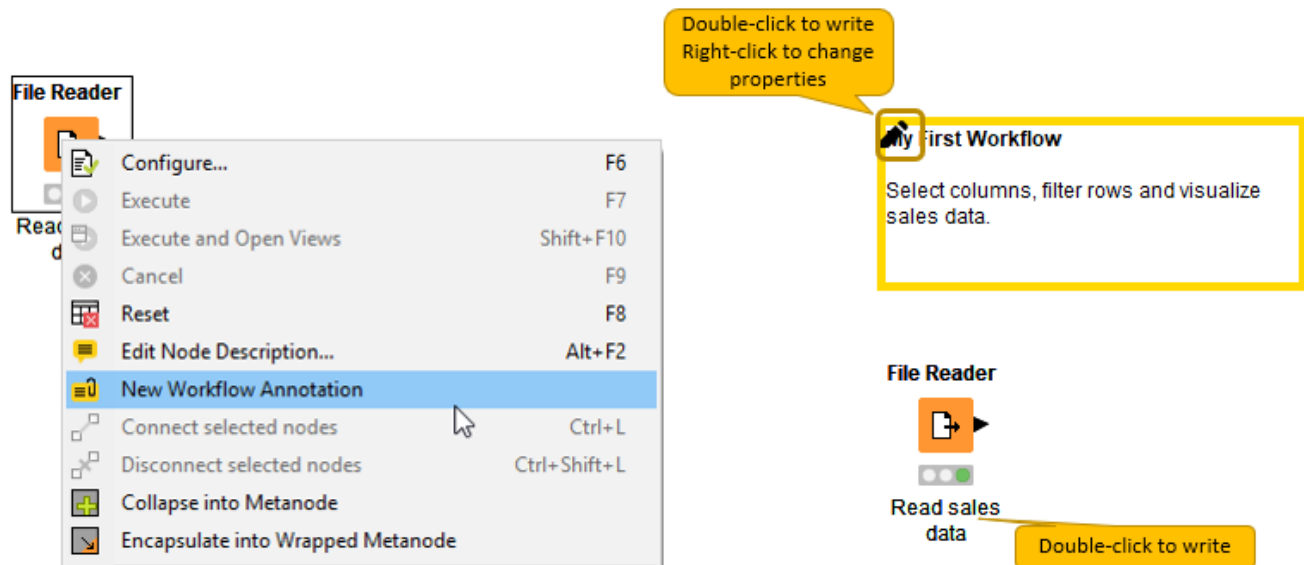 Double-click to write
Right-click to change
properties
File Reader
Configure... F6
Execute F7
Execute and Open Views Shift+F10
Cancel F9
Reset F8
Edit Node Description... Alt+F2
New Workflow Annotation
Connect selected nodes Ctrl+L
Disconnect selected nodes Ctrl+Shift+L
Collapse into Metanode
Encapsulate into Wrapped Metanode
My First Workflow
Select columns, filter rows and visualize
sales data.
File Reader
Read sales
data
Double-click to write